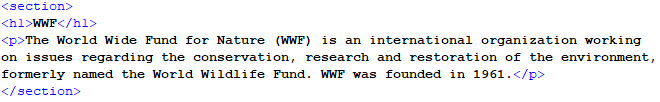 <section>
<h1>WWF</h1>
<p>The World Wide Fund for Nature (WWF) is an international organization working
on issues regarding the conservation, research and restoration of the environment,
formerly named the World Wildlife Fund. WWF was founded in 1961.</p>
</section>